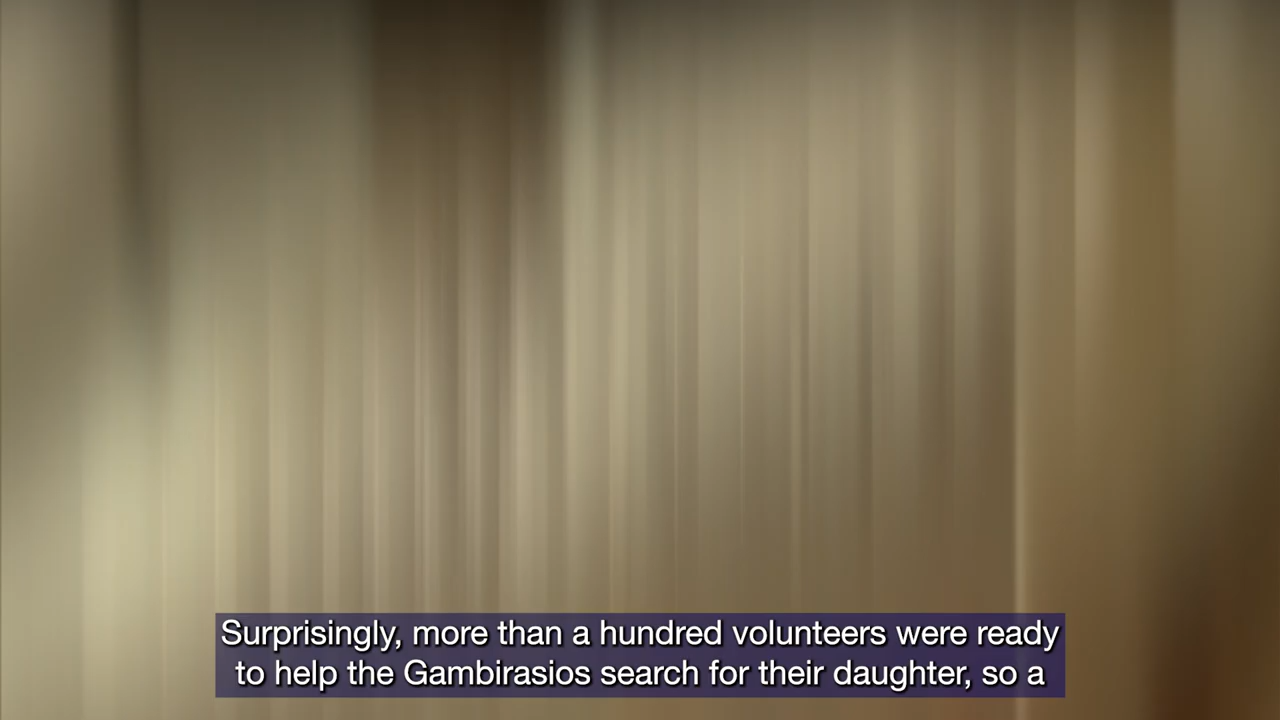 Surprisingly, more than a hundred volunteers were ready
to help the Gambirasios search for their daughter, so a